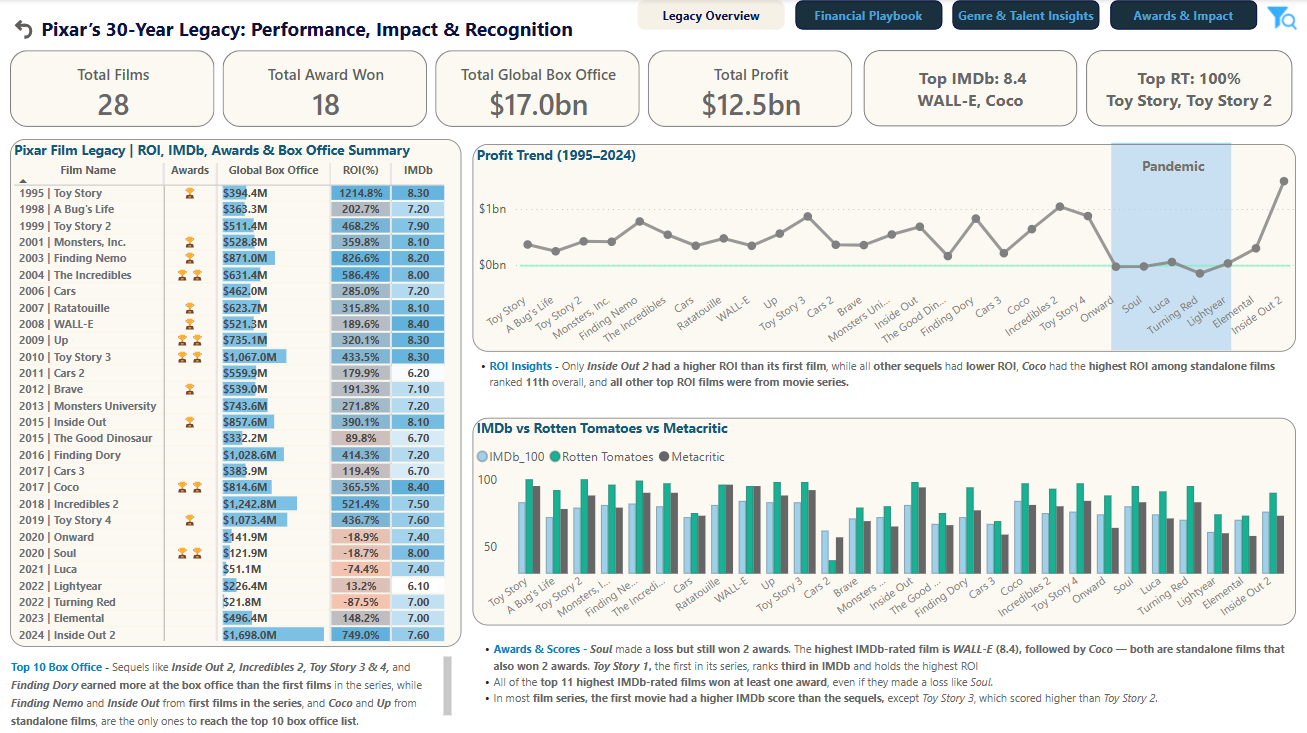 Pixar's 30-Year Legacy: Performance, Impact & Recognition
Legacy Overview
Financial Playbook
Genre & Talent Insights
Awards & Impact
Total Films
28
Total Award Won
18
Total Global Box Office
$17.0bn
Total Profit
$12.5bn
Top IMDb: 8.4
WALL-E, Coco
Top RT: 100%
Toy Story, Toy Story 2
Pixar Film Legacy | ROI, IMDb, Awards & Box Office Summary
Film Name Awards Global Box Office ROI(%) IMDb
1995 | Toy Story $394.4M 1214.8% 8.30
1998 | A Bug's Life $363.3M 202.7% 7.20
1999 | Toy Story 2 $511.4M 468.2% 7.90
2001 | Monsters, Inc. $528.8M 359.8% 8.10
2003 | Finding Nemo $871.0M 826.6% 8.20
2004 | The Incredibles $631.4M 586.4% 8.00
2006 | Cars $462.0M 285.0% 7.20
2007 | Ratatouille $623.7M 315.8% 8.10
2008 | WALL-E $521.3M 189.6% 8.40
2009 | Up $735.1M 320.1% 8.30
2010 | Toy Story 3 $1,067.0M 433.5% 8.30
2011 | Cars 2 $559.9M 179.9% 6.20
2012 | Brave $539.0M 191.3% 7.10
2013 | Monsters University $743.6M 271.8% 7.20
2015 | Inside Out $857.6M 390.1% 8.10
2015 | The Good Dinosaur $332.2M 89.8% 6.70
2016 | Finding Dory $1,028.6M 414.3% 7.20
2017 | Cars 3 $383.9M 119.4% 6.70
2017 | Coco $814.6M 365.5% 8.40
2018 | Incredibles 2 $1,242.8M 521.4% 7.50
2019 | Toy Story 4 $1,073.4M 436.7% 7.60
2020 | Onward $141.9M -18.9% 7.40
2020 | Soul $121.9M -18.7% 8.00
2021 | Luca $51.1M -74.4% 7.40
2022 | Lightyear $226.4M 13.2% 6.10
2022 | Turning Red $21.8M -87.5% 7.00
2023 | Elemental $496.4M 148.2% 7.00
2024 | Inside Out 2 $1,698.0M 749.0% 7.60
Top 10 Box Office - Sequels like Inside Out 2, Incredibles 2, Toy Story 3 & 4, and
Finding Dory earned more at the box office than the first films in the series, while
Finding Nemo and Inside Out from first films in the series, and Coco and Up from
standalone films, are the only ones to reach the top 10 box office list.
Profit Trend (1995–2024)
Pandemic
$1bn
$0bn
Toy Story
A Bug's Life
Toy Story 2
Monsters, Inc.
Finding Nemo
The Incredibles
Cars
Ratatouille
WALL-E
Up
Toy Story 3
Cars 2
Brave
Monsters Uni...
Inside Out
The Good Din...
Finding Dory
Cars 3
Coco
Incredibles 2
Toy Story 4
Onward
Soul
Luca
Turning Red
Lightyear
Elemental
Inside Out 2
• ROI Insights - Only Inside Out 2 had a higher ROI than its first film, while all other sequels had lower ROI, Coco had the highest ROI among standalone films
ranked 11th overall, and all other top ROI films were from movie series.
IMDb vs Rotten Tomatoes vs Metacritic
IMDb_100 Rotten Tomatoes Metacritic
100
50
Toy Story
A Bug's Life
Toy Story 2
Monsters, I...
Finding Ne...
The Incredi...
Cars
Ratatouille
WALL-E
Up
Toy Story 3
Cars 2
Brave
Monsters ...
Inside Out
The Good ...
Finding Dory
Cars 3
Coco
Incredibles 2
Toy Story 4
Onward
Soul
Luca
Turning Red
Lightyear
Elemental
Inside Out 2
• Awards & Scores - Soul made a loss but still won 2 awards. The highest IMDb-rated film is WALL-E (8.4), followed by Coco — both are standalone films that
also won 2 awards. Toy Story 1, the first in its series, ranks third in IMDb and holds the highest ROI
• All of the top 11 highest IMDb-rated films won at least one award, even if they made a loss like Soul.
• In most film series, the first movie had a higher IMDb score than the sequels, except Toy Story 3, which scored higher than Toy Story 2.